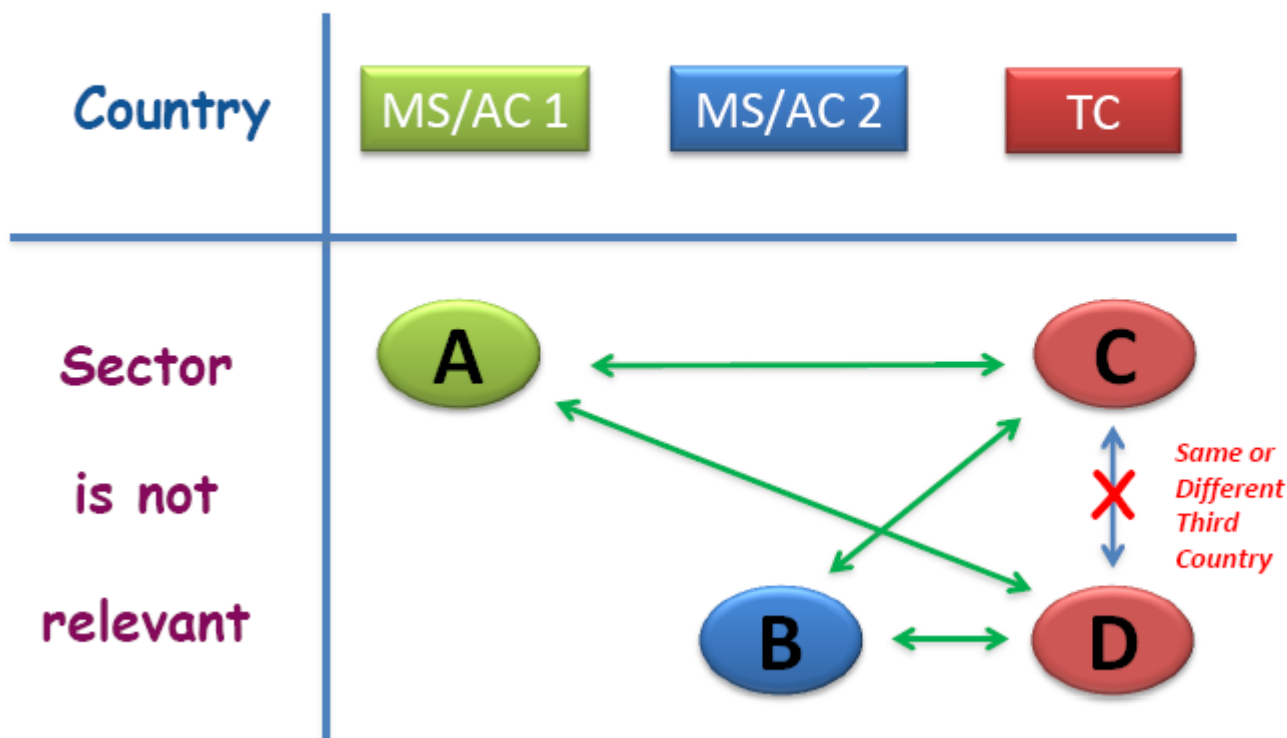 Country
MS/AC 1
MS/AC 2
TC
Sector
is not
relevant
A
C
Same or
Different
Third
Country
B
D